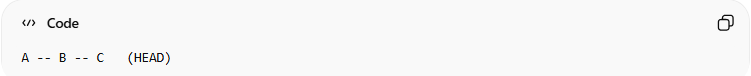 </> Code
A -- B -- C   (HEAD)